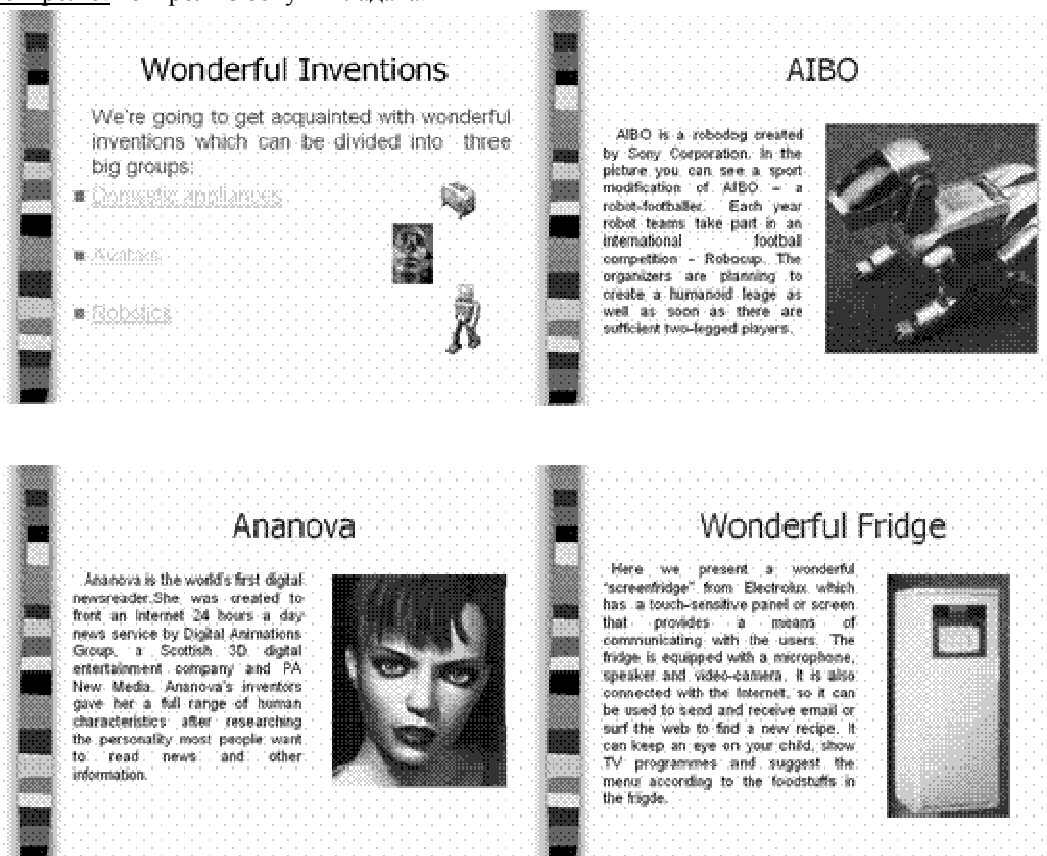 Wonderful Inventions
We're going to get acquainted with wonderful
inventions which can be divided into three
big groups:
Domestic appliances
Avatars
Robotics
AIBO
AIBO is a robodog created
by Sony Corporation. In the
picture you can see a sport
modification of AIBO – a
robot-footballer. Each year
robot teams take part in an
international football
competition – Robocup. The
organizers are planning to
create a humanoid leage as
well as soon as there are
sufficient two-legged players.
Ananova
Ananova is the world's first digital
newsreader.She was created to
front an Internet 24 hours a day
news service by Digital Animations
Group, a Scottish 3D digital
entertainment company and PA
New Media. Ananova's inventors
gave her a full range of human
characteristics after researching
the personality most people want
to read news and other
information.
Wonderful Fridge
Here we present a wonderful
"screenfridge" from Electrolux which
has a touch-sensitive panel or screen
that provides a means of
communicating with the users. The
fridge is equipped with a microphone,
speaker and video-camera. It is also
connected with the Internet, so it can
be used to send and receive email or
surf the web to find a new recipe. It
can keep an eye on your child, show
TV programmes and suggest the
menu according to the foodstuffs in
the frigde.